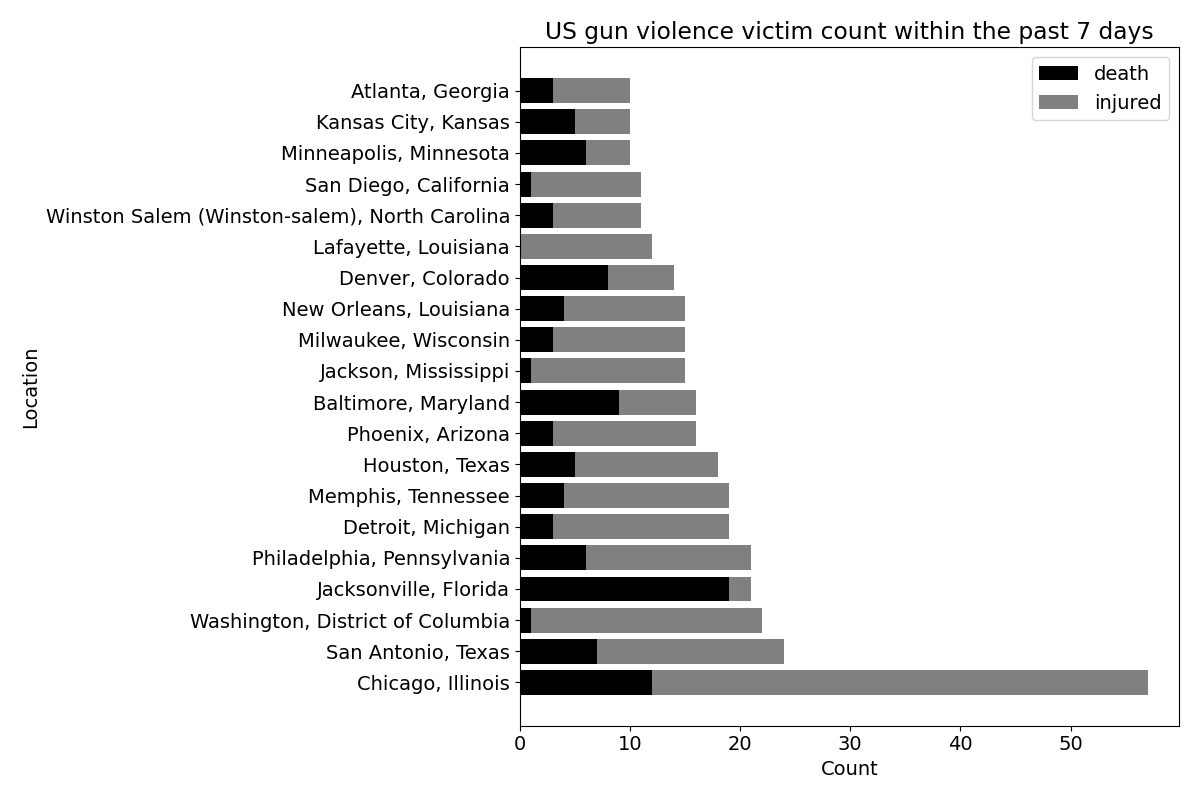 US gun violence victim count within the past 7 days
death
injured
Atlanta, Georgia
Kansas City, Kansas
Minneapolis, Minnesota
San Diego, California
Winston Salem (Winston-salem), North Carolina
Lafayette, Louisiana
Denver, Colorado
New Orleans, Louisiana
Milwaukee, Wisconsin
Jackson, Mississippi
Baltimore, Maryland
Phoenix, Arizona
Houston, Texas
Memphis, Tennessee
Detroit, Michigan
Philadelphia, Pennsylvania
Jacksonville, Florida
Washington, District of Columbia
San Antonio, Texas
Chicago, Illinois
Location
0 10 20 30 40 50
Count